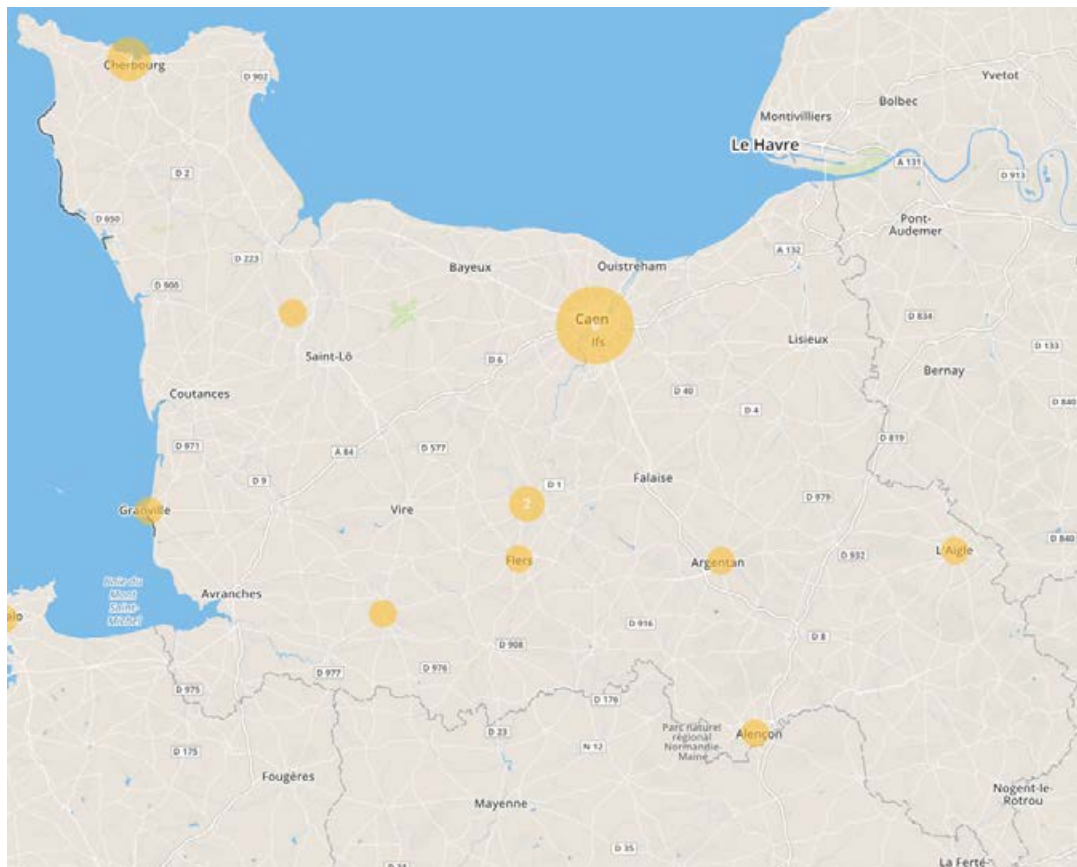 Cherbourg
D 902
Yvetot
Bolbec
Montivilliers
Le Havre
A 131
D 2
D 913
D 650
Pont-
Audemer
A 132
D 223
Bayeux
Ouistreham
D 900
Caen
D 834
Ifs
Lisieux
D 133
Saint-Lô
D 6
Bernay
Coutances
D 40
D 4
D 840
D 971
D 577
D 819
A 84
D 9
Falaise
D 1
D 979
2
Granville
Vire
D 840
Flers
Argentan
D 932
L'Aigle
Baie du
Mont
Saint-
Michel
Avranches
alo
D 916
D 908
D 8
D 977
D 976
D 975
D 176
D 23
Parc naturel
régional
Normandie-
Maine
Alençon
D 175
N 12
Fougères
Nogent-le-
Rotrou
Mayenne
D 35
La Ferté-